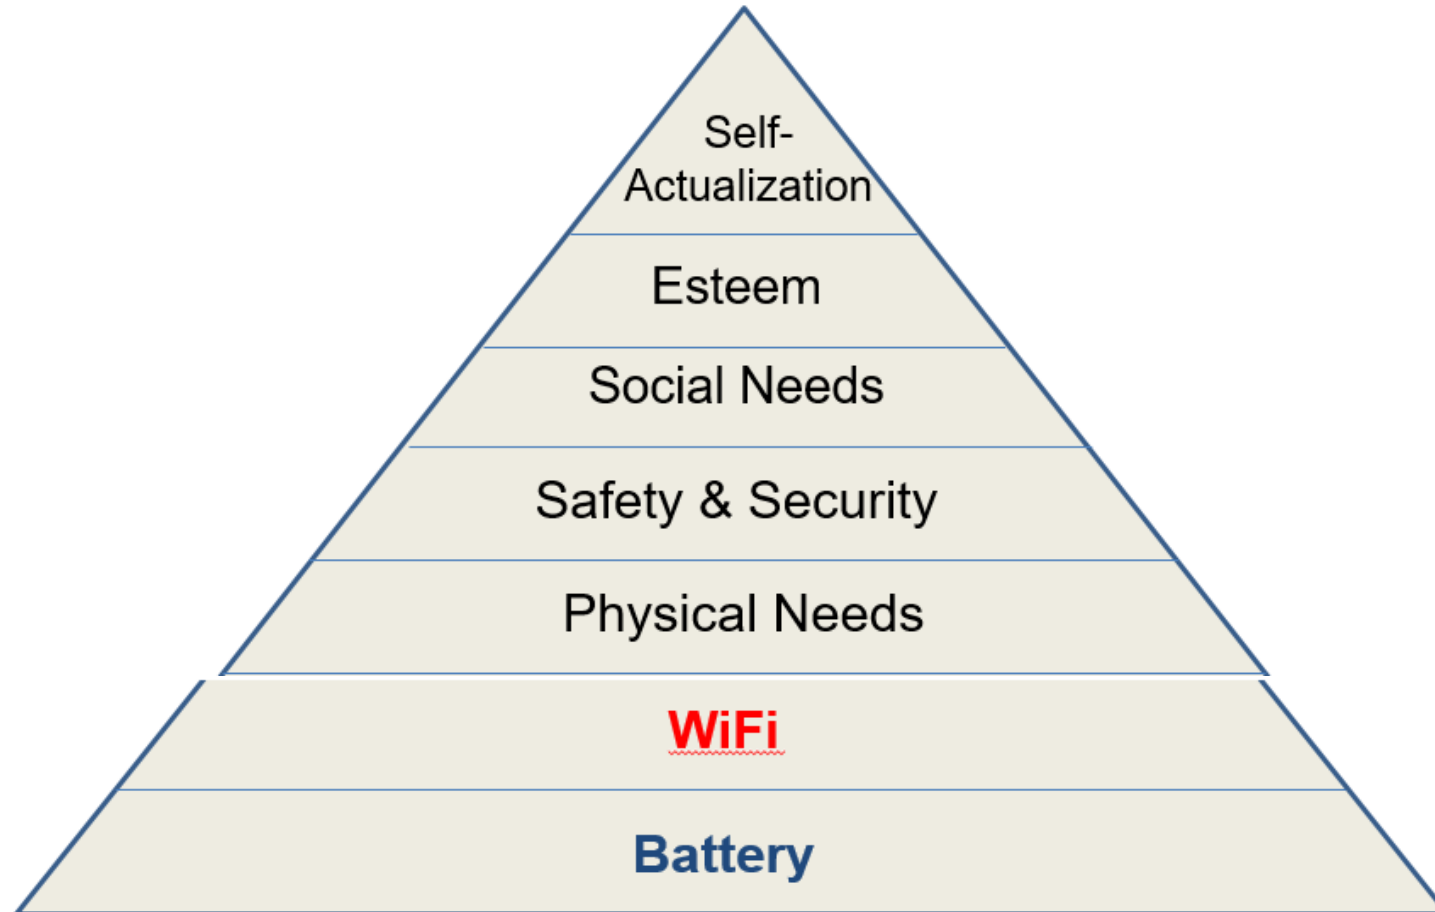 Self-
Actualization
Esteem
Social Needs
Safety & Security
Physical Needs
WiFi
Battery